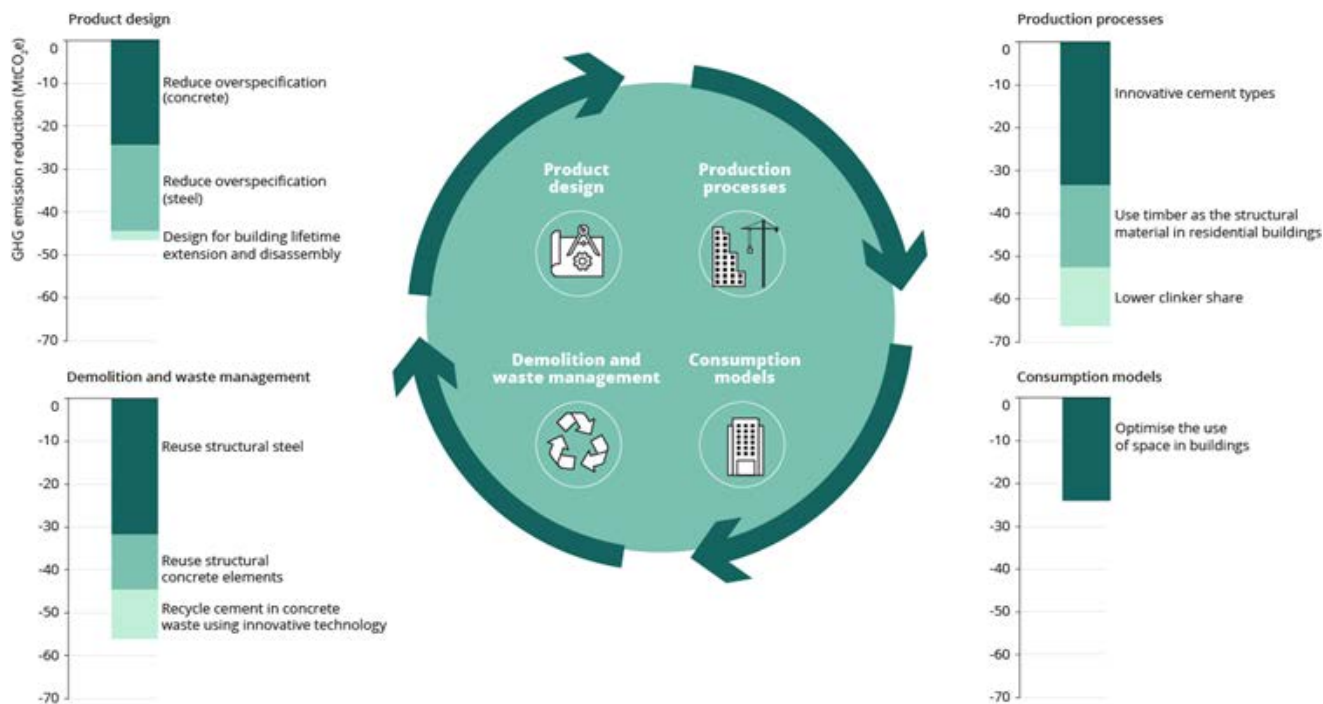 Product design
GHG emission reduction (MtCO₂e)
0
-10
-20
-30
-40
-50
-60
-70
Reduce overspecification
(concrete)
Reduce overspecification
(steel)
Design for building lifetime
extension and disassembly
Production processes
0
-10
-20
-30
-40
-50
-60
-70
Innovative cement types
Use timber as the structural
material in residential buildings
Lower clinker share
Product
design
Production
processes
Demolition and
waste management
Consumption
models
Demolition and waste management
0
-10
-20
-30
-40
-50
-60
-70
Reuse structural steel
Reuse structural
concrete elements
Recycle cement in concrete
waste using innovative technology
Consumption models
0
-10
-20
-30
-40
-50
-60
-70
Optimise the use
of space in buildings